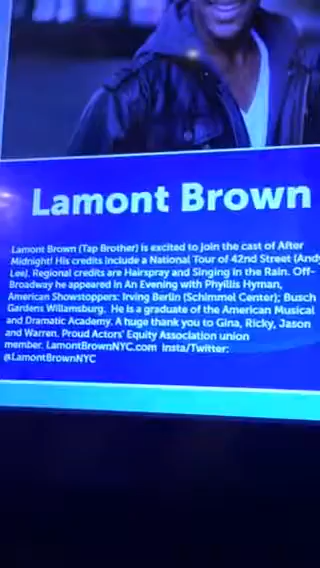 Lamont Brown
Lamont Brown (Tap Brother) is excited to join the cast of After
Midnight! His credits include a National Tour of 42nd Street (Andy
Lee). Regional credits are Hairspray and Singing in the Rain. Off-
Broadway he appeared in An Evening with Phyillis Hyman,
American Showstoppers: Irving Berlin (Schimmel Center); Busch
Gardens Willamsburg.  He is a graduate of the American Musical
and Dramatic Academy. A huge thank you to Gina, Ricky, Jason
and Warren. Proud Actors' Equity Association union
member. LamontBrownNYC.com  Insta/Twitter:
@LamontBrownNYC